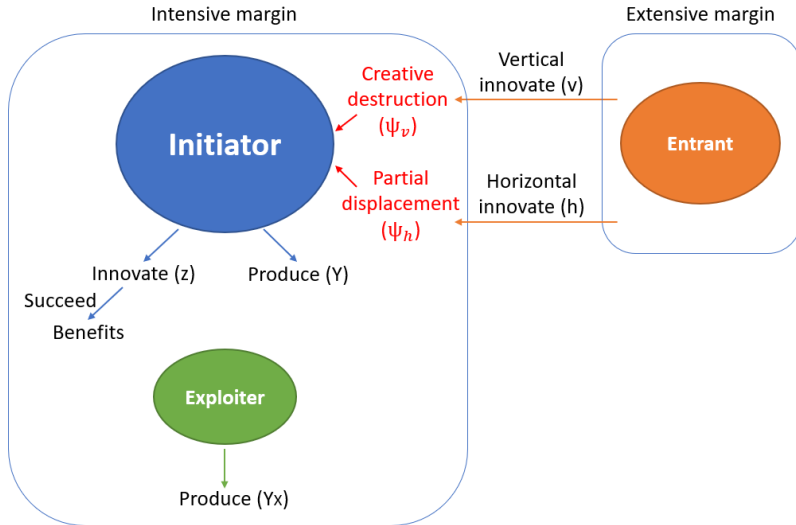 Intensive margin
Extensive margin
Creative
destruction
(ψᵥ)
Vertical
innovate (v)
Initiator
Entrant
Partial
displacement
(ψₕ)
Horizontal
innovate (h)
Innovate (z)
Produce (Y)
Succeed
Benefits
Exploiter
Produce (Yx)